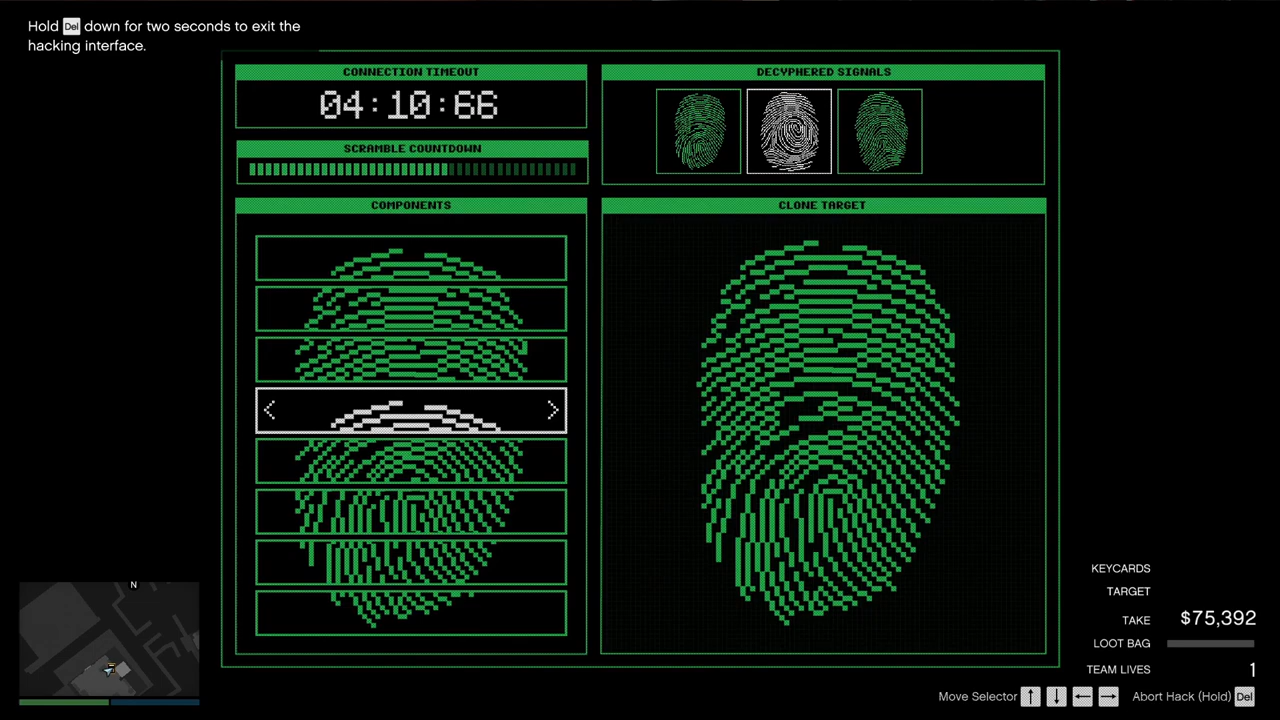 Hold Del down for two seconds to exit the
hacking interface.
CONNECTION TIMEOUT
04:10:66
SCRAMBLE COUNTDOWN
DECYPHERED SIGNALS
COMPONENTS
CLONE TARGET
N
KEYCARDS
TARGET
TAKE $75,392
LOOT BAG
TEAM LIVES 1
Move Selector ↑ ↓ ← → Abort Hack (Hold) Del